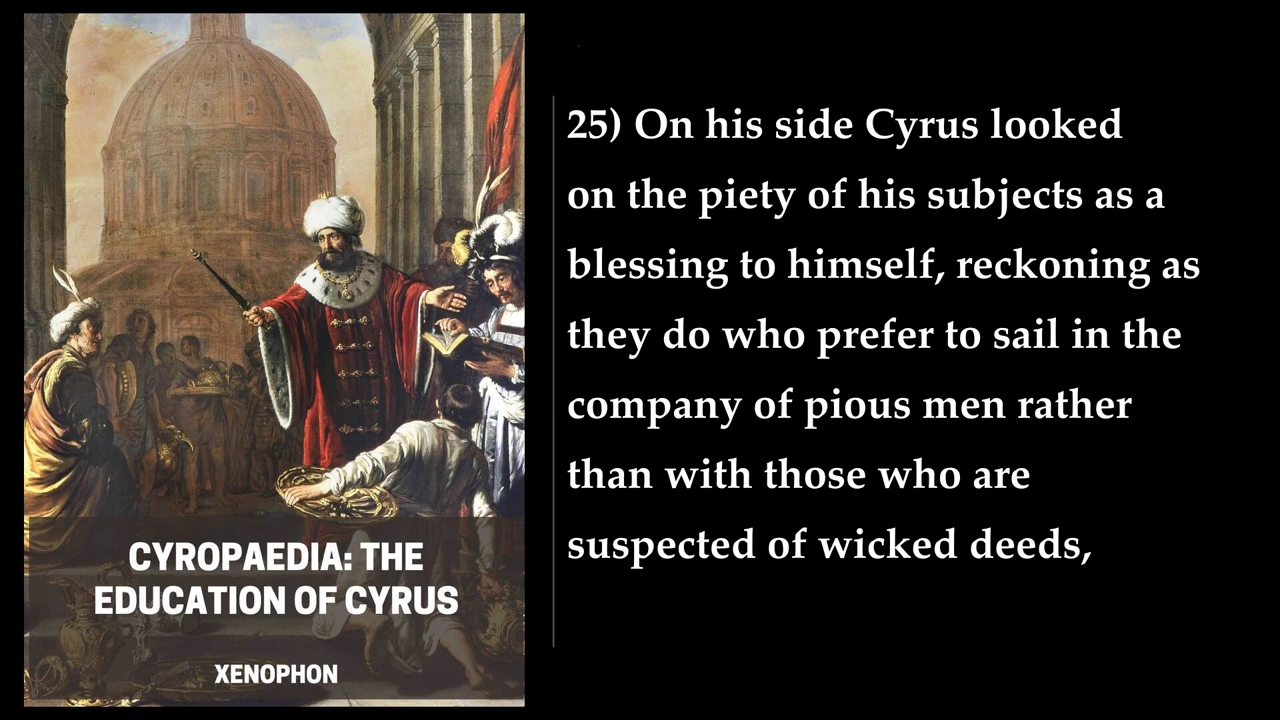 CYROPAEDIA: THE
EDUCATION OF CYRUS
XENOPHON
25) On his side Cyrus looked
on the piety of his subjects as a
blessing to himself, reckoning as
they do who prefer to sail in the
company of pious men rather
than with those who are
suspected of wicked deeds,